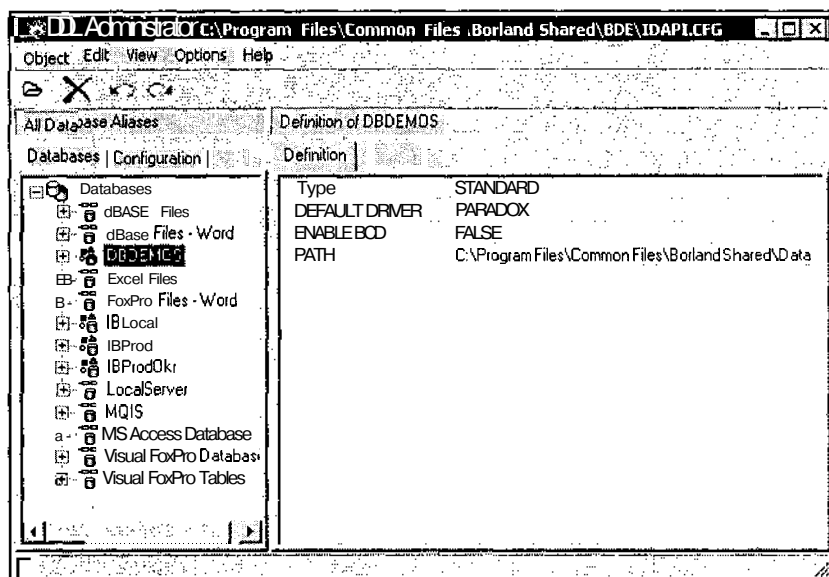 DDL Administrator C:\Program Files\Common Files .Borland Shared\BDE\IDAPI.CFG
Object Edit View Options Help
All Database Aliases
Definition of DBDEMOS
Databases | Configuration |
Definition
Databases
dBASE Files
dBase Files - Word
DBDEMOS
Excel Files
FoxPro Files - Word
IBLocal
IBProd
IBProdOkr
LocalServer
MQIS
MS Access Database
Visual FoxPro Databasi
Visual FoxPro Tables
Type STANDARD
DEFAULT DRIVER PARADOX
ENABLE BCD FALSE
PATH C:\Program Files\Common Files\Borland Shared\Data